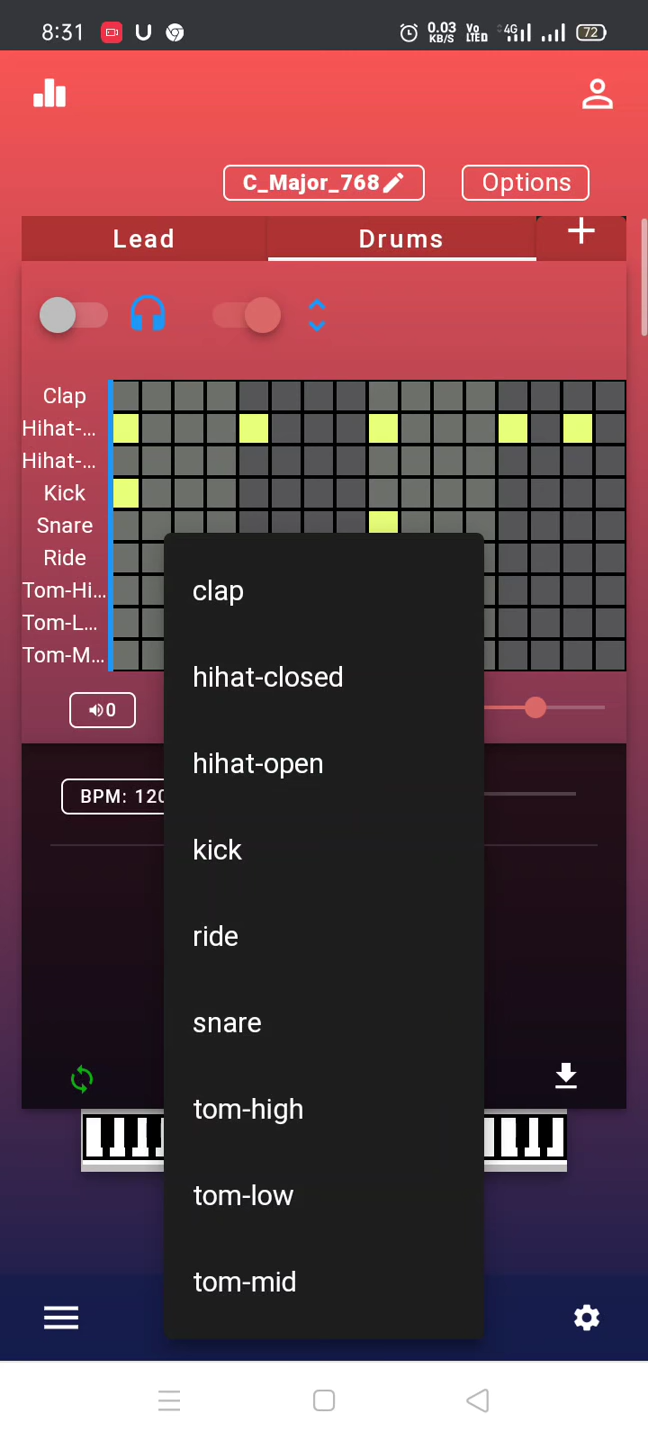 8:31 0.03 KB/S Vo LTED 4G 72
C_Major_768 Options
Lead Drums +
Clap
Hihat-...
Hihat-...
Kick
Snare
Ride
Tom-Hi...
Tom-L...
Tom-M...
0
BPM: 120
clap
hihat-closed
hihat-open
kick
ride
snare
tom-high
tom-low
tom-mid